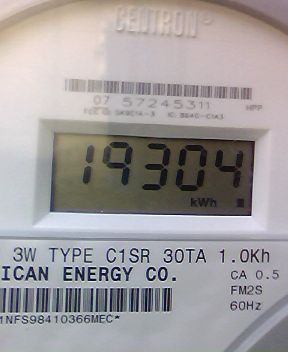 CENTRON®
07 57245311 HPP
19304
kWh
3W TYPE C1SR 30TA 1.0Kh
ICAN ENERGY CO. CA 0.5
FM2S
60Hz
1NFS98410366MEC*